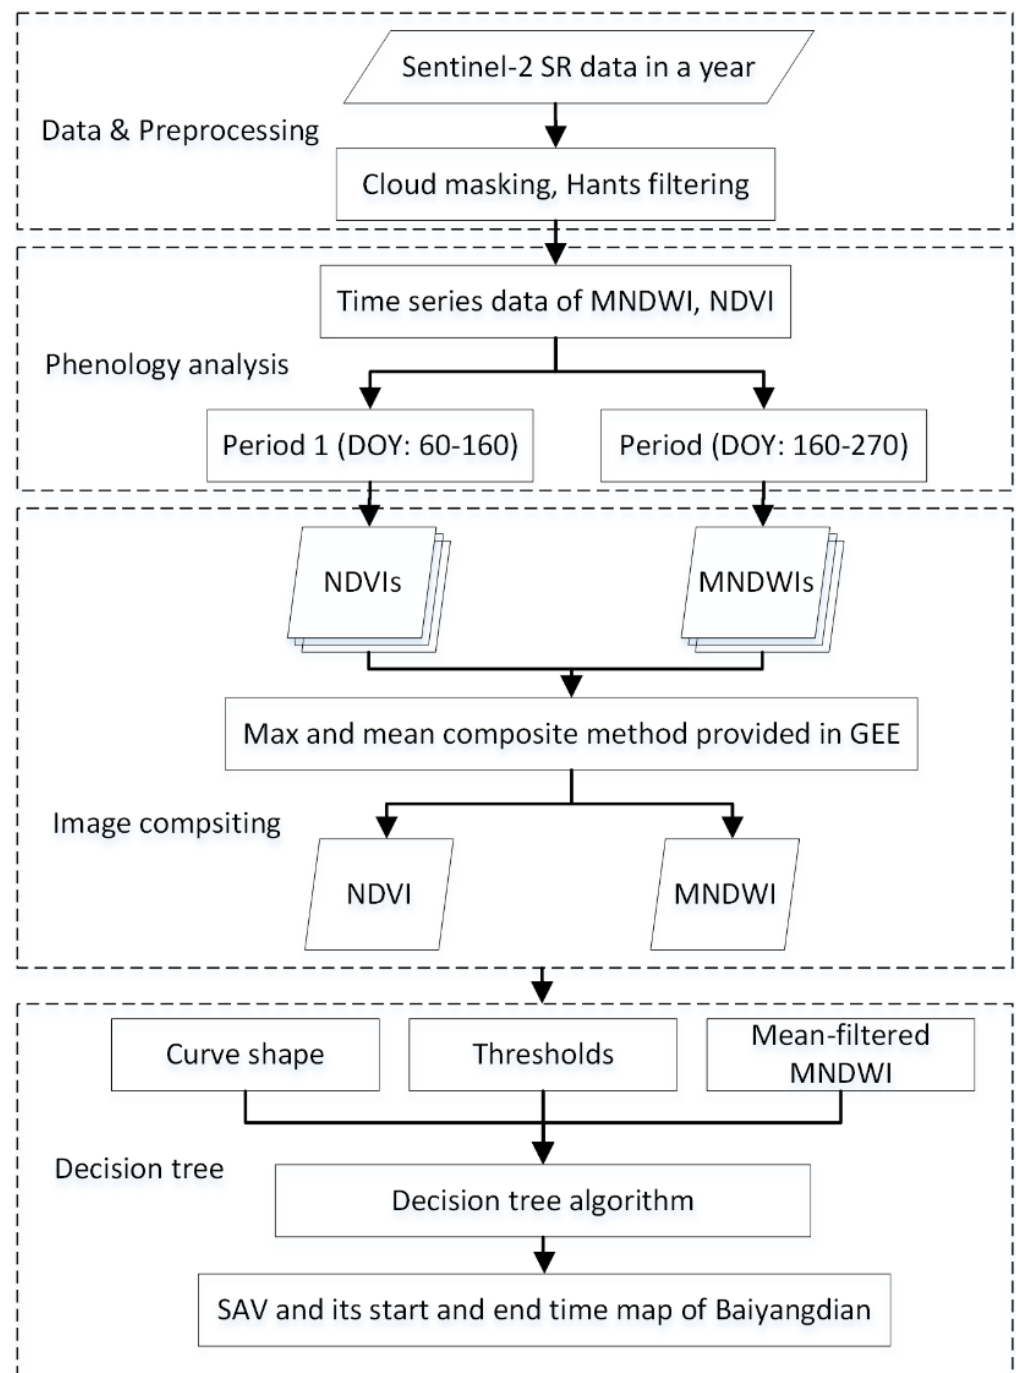 Sentinel-2 SR data in a year
Data & Preprocessing
Cloud masking, Hants filtering
Time series data of MNDWI, NDVI
Phenology analysis
Period 1 (DOY: 60-160)
Period (DOY: 160-270)
NDVIs
MNDWIs
Max and mean composite method provided in GEE
Image compsiting
NDVI
MNDWI
Curve shape
Thresholds
Mean-filtered
MNDWI
Decision tree
Decision tree algorithm
SAV and its start and end time map of Baiyangdian